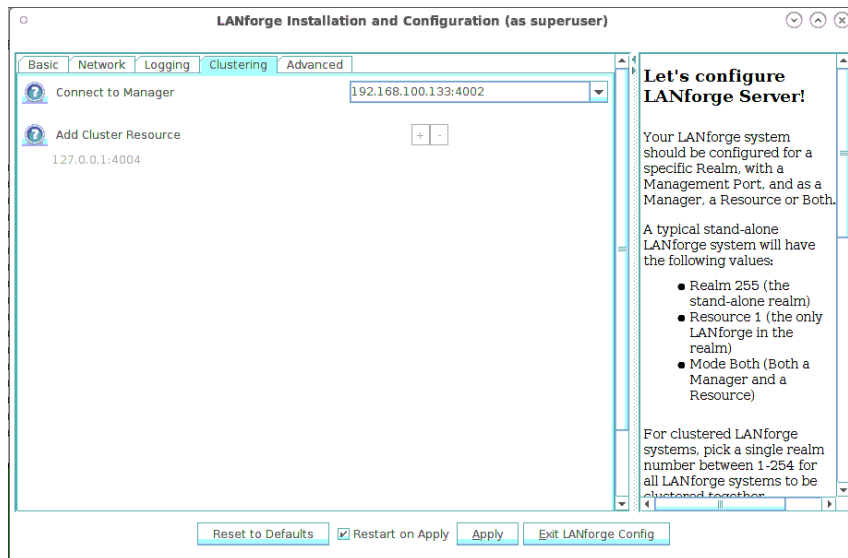 LANforge Installation and Configuration (as superuser)
Basic Network Logging Clustering Advanced
Connect to Manager 192.168.100.133:4002
Add Cluster Resource + -
127.0.0.1:4004
Let's configure
LANforge Server!
Your LANforge system
should be configured for a
specific Realm, with a
Management Port, and as a
Manager, a Resource or Both.
A typical stand-alone
LANforge system will have
the following values:
Realm 255 (the
stand-alone realm)
Resource 1 (the only
LANforge in the
realm)
Mode Both (Both a
Manager and a
Resource)
For clustered LANforge
systems, pick a single realm
number between 1-254 for
all LANforge systems to be
clustered together
Reset to Defaults Restart on Apply Apply Exit LANforge Config